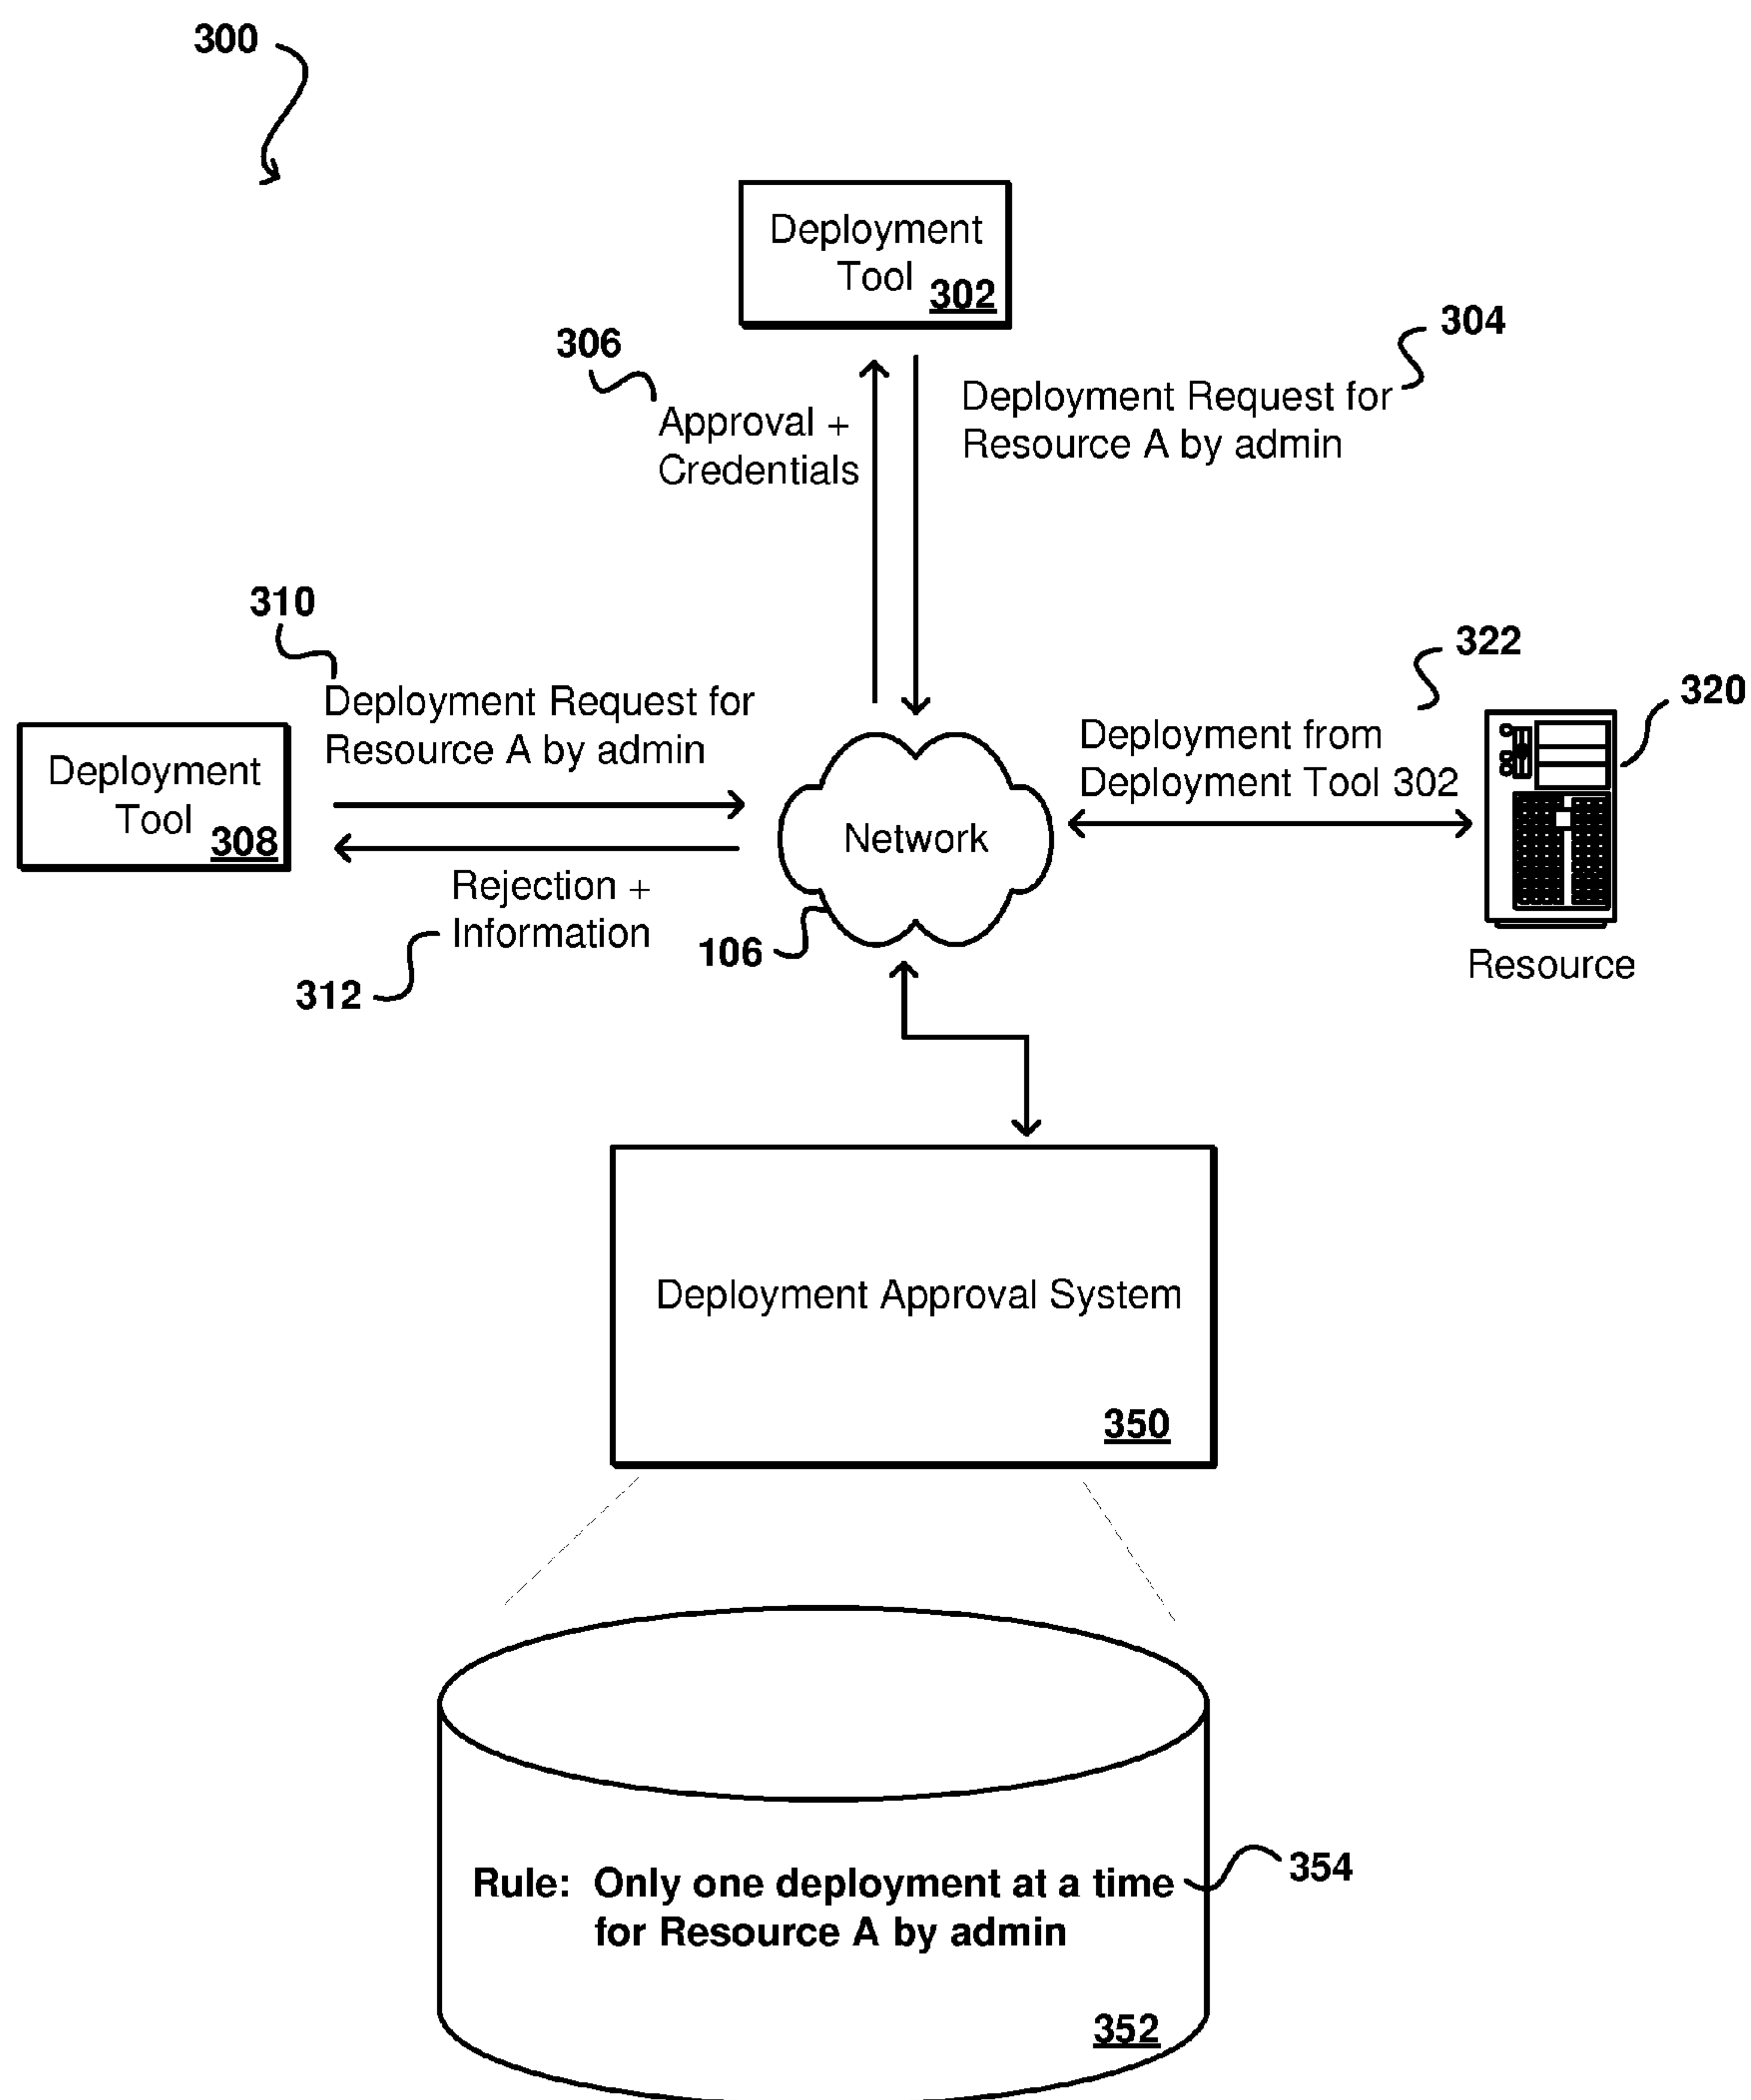 300
Deployment
Tool 302
304
306
Deployment Request for
Resource A by admin
Approval +
Credentials
310
322
320
Deployment Request for
Resource A by admin
Deployment from
Deployment Tool 302
Deployment
Tool 308
Network
Rejection +
Information
106
312
Resource
Deployment Approval System
350
354
Rule: Only one deployment at a time
for Resource A by admin
352